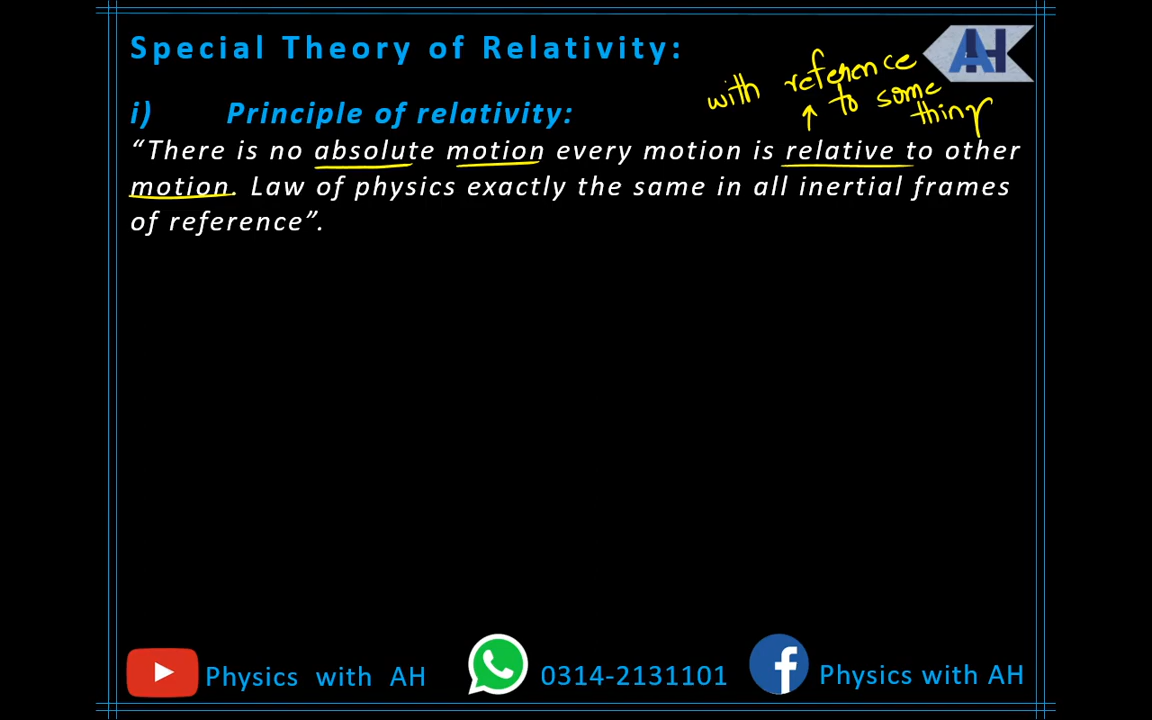 Special Theory of Relativity:
AH
with reference
to some
thing
i) Principle of relativity:
“There is no absolute motion every motion is relative to other
motion. Law of physics exactly the same in all inertial frames
of reference”.
Physics with AH
0314-2131101
Physics with AH